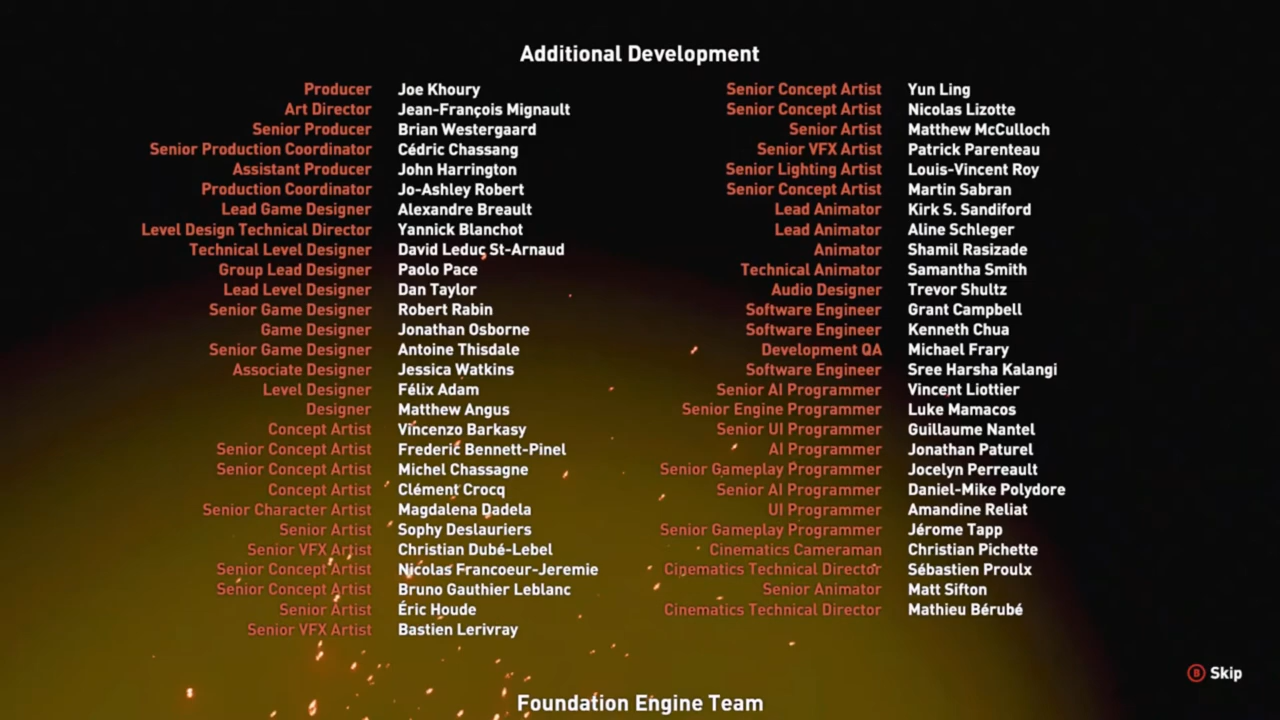 Additional Development
Producer Joe Khoury
Art Director Jean-François Mignault
Senior Producer Brian Westergaard
Senior Production Coordinator Cédric Chassang
Assistant Producer John Harrington
Production Coordinator Jo-Ashley Robert
Lead Game Designer Alexandre Breault
Level Design Technical Director Yannick Blanchot
Technical Level Designer David Leduc St-Arnaud
Group Lead Designer Paolo Pace
Lead Level Designer Dan Taylor
Senior Game Designer Robert Rabin
Game Designer Jonathan Osborne
Senior Game Designer Antoine Thisdale
Associate Designer Jessica Watkins
Level Designer Félix Adam
Designer Matthew Angus
Concept Artist Vincenzo Barkasy
Senior Concept Artist Frederic Bennett-Pinel
Senior Concept Artist Michel Chassagne
Concept Artist Clément Crocq
Senior Character Artist Magdalena Dadela
Senior Artist Sophy Deslauriers
Senior VFX Artist Christian Dubé-Lebel
Senior Concept Artist Nicolas Francoeur-Jeremie
Senior Concept Artist Bruno Gauthier Leblanc
Senior Artist Éric Houde
Senior VFX Artist Bastien Lerivray
Senior Concept Artist Yun Ling
Senior Concept Artist Nicolas Lizotte
Senior Artist Matthew McCulloch
Senior VFX Artist Patrick Parenteau
Senior Lighting Artist Louis-Vincent Roy
Senior Concept Artist Martin Sabran
Lead Animator Kirk S. Sandiford
Lead Animator Aline Schleger
Animator Shamil Rasizade
Technical Animator Samantha Smith
Audio Designer Trevor Shultz
Software Engineer Grant Campbell
Software Engineer Kenneth Chua
Development QA Michael Frary
Software Engineer Sree Harsha Kalangi
Senior AI Programmer Vincent Liottier
Senior Engine Programmer Luke Mamacos
Senior UI Programmer Guillaume Nantel
AI Programmer Jonathan Paturel
Senior Gameplay Programmer Jocelyn Perreault
Senior AI Programmer Daniel-Mike Polydore
UI Programmer Amandine Reliat
Senior Gameplay Programmer Jérome Tapp
Cinematics Cameraman Christian Pichette
Cinematics Technical Director Sébastien Proulx
Senior Animator Matt Sifton
Cinematics Technical Director Mathieu Bérubé
B Skip
Foundation Engine Team